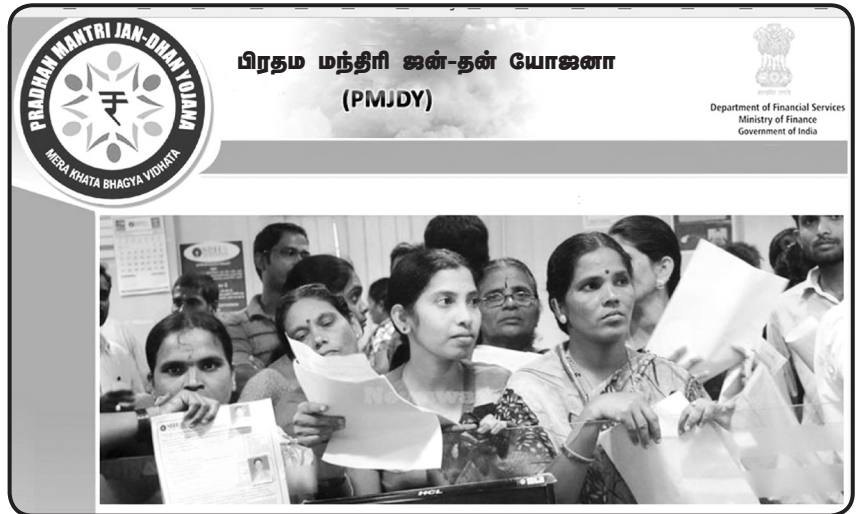 PRADHAN MANTRI JAN-DHAN YOJANA
MERA KHATA BHAGYA VIDHATA
பிரதம மந்திரி ஜன்-தன் யோஜனா
(PMJDY)
Department of Financial Services
Ministry of Finance
Government of India
HCL